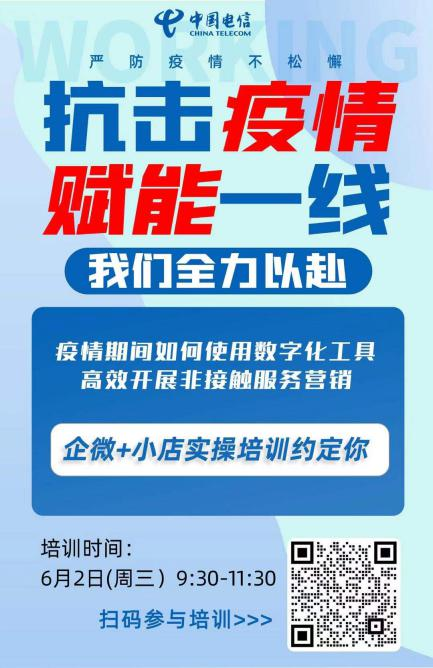 中国电信
CHINA TELECOM
WORKING
严防疫情不松懈
抗击疫情
赋能一线
我们全力以赴
疫情期间如何使用数字化工具
高效开展非接触服务营销
企微+小店实操培训约定你
培训时间：
6月2日(周三）9:30-11:30
扫码参与培训>>>